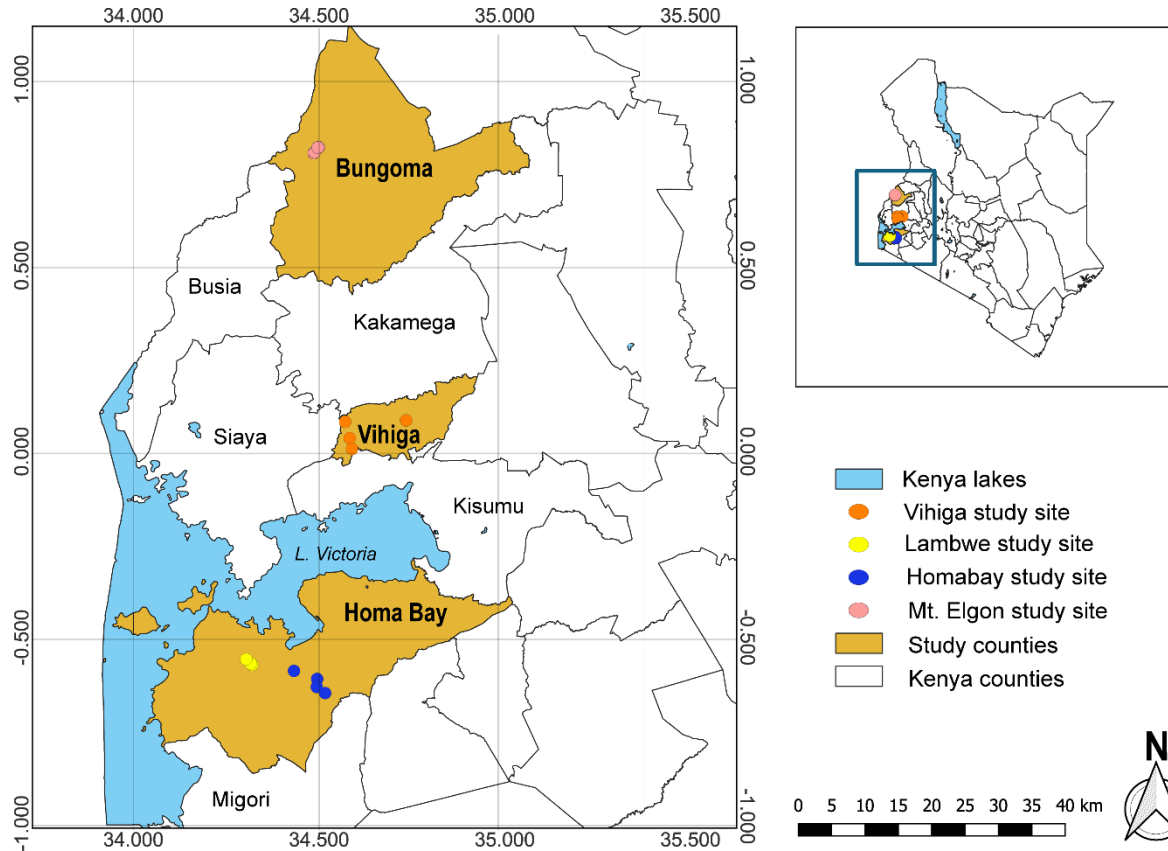 34.000 34.500 35.000 35.500
1.000 1.000
Bungoma
0.500 0.500
Busia
Kakamega
Siaya
Vihiga
0.000 0.000
Kisumu
L. Victoria
Homa Bay
-0.500 -0.500
Migori
-1.000 -1.000
34.000 34.500 35.000 35.500
Kenya lakes
Vihiga study site
Lambwe study site
Homabay study site
Mt. Elgon study site
Study counties
Kenya counties
N
0 5 10 15 20 25 30 35 40 km